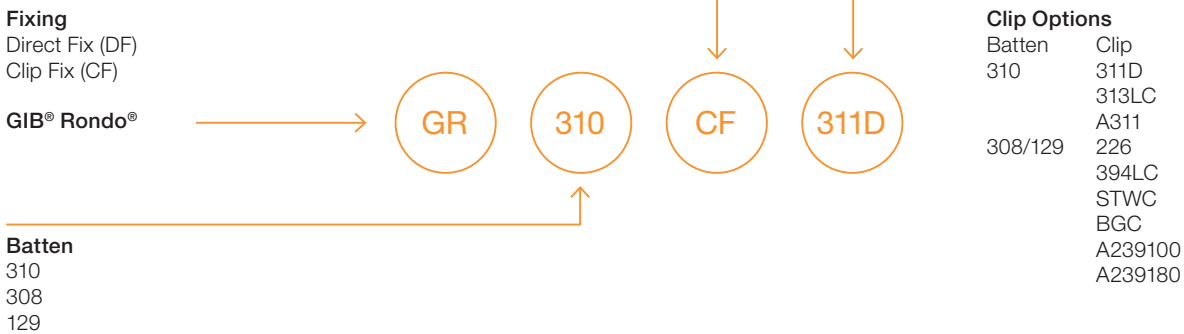 Fixing
Direct Fix (DF)
Clip Fix (CF)
GIB® Rondo®
GR 310 CF 311D
Batten
310
308
129
Clip Options
Batten Clip
310 311D
313LC
A311
308/129 226
394LC
STWC
BGC
A239100
A239180